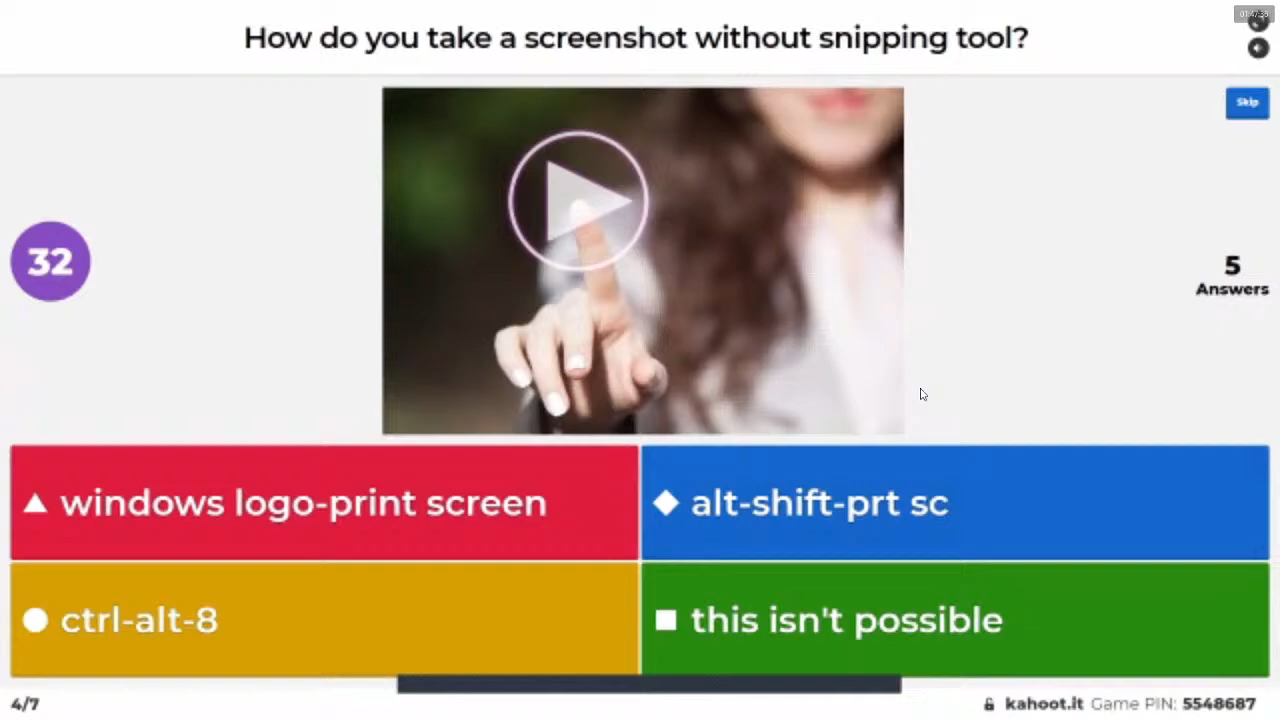 How do you take a screenshot without snipping tool?
Skip
32
5
Answers
windows logo-print screen
alt-shift-prt sc
ctrl-alt-8
this isn't possible
4/7
kahoot.it Game PIN: 5548687